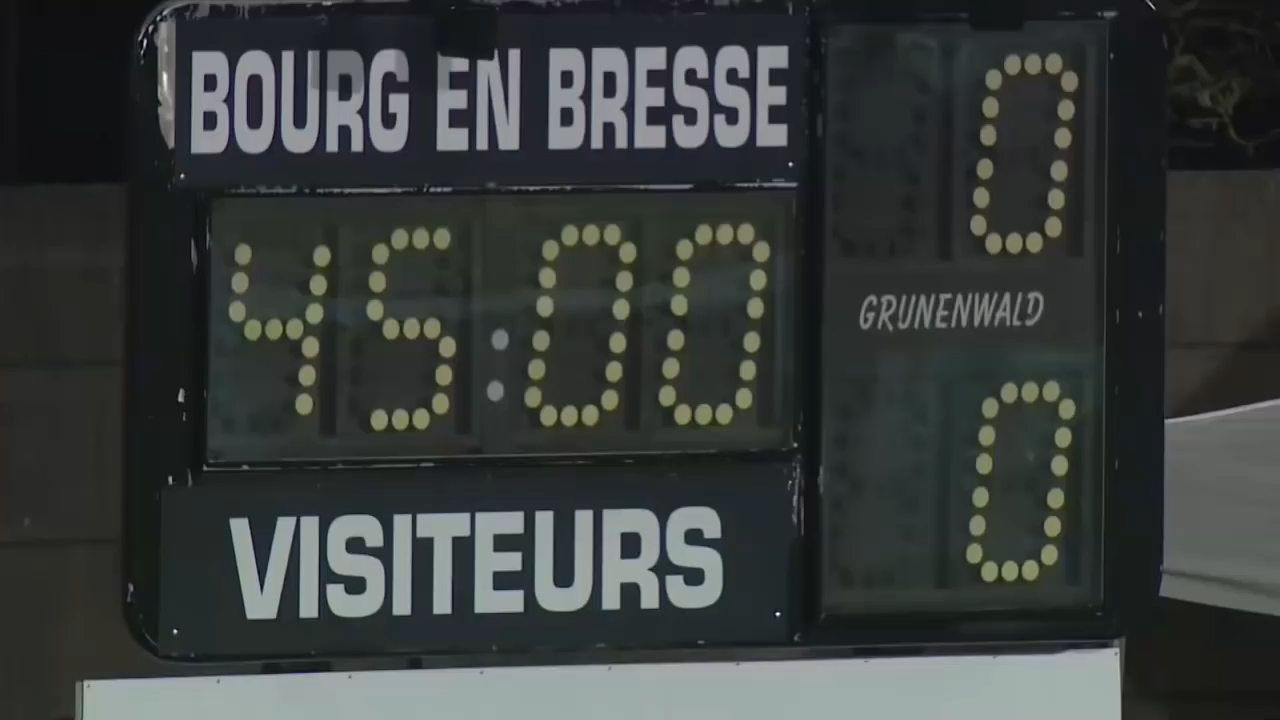 BOURG EN BRESSE
0
45:00
GRUNENWALD
VISITEURS
0